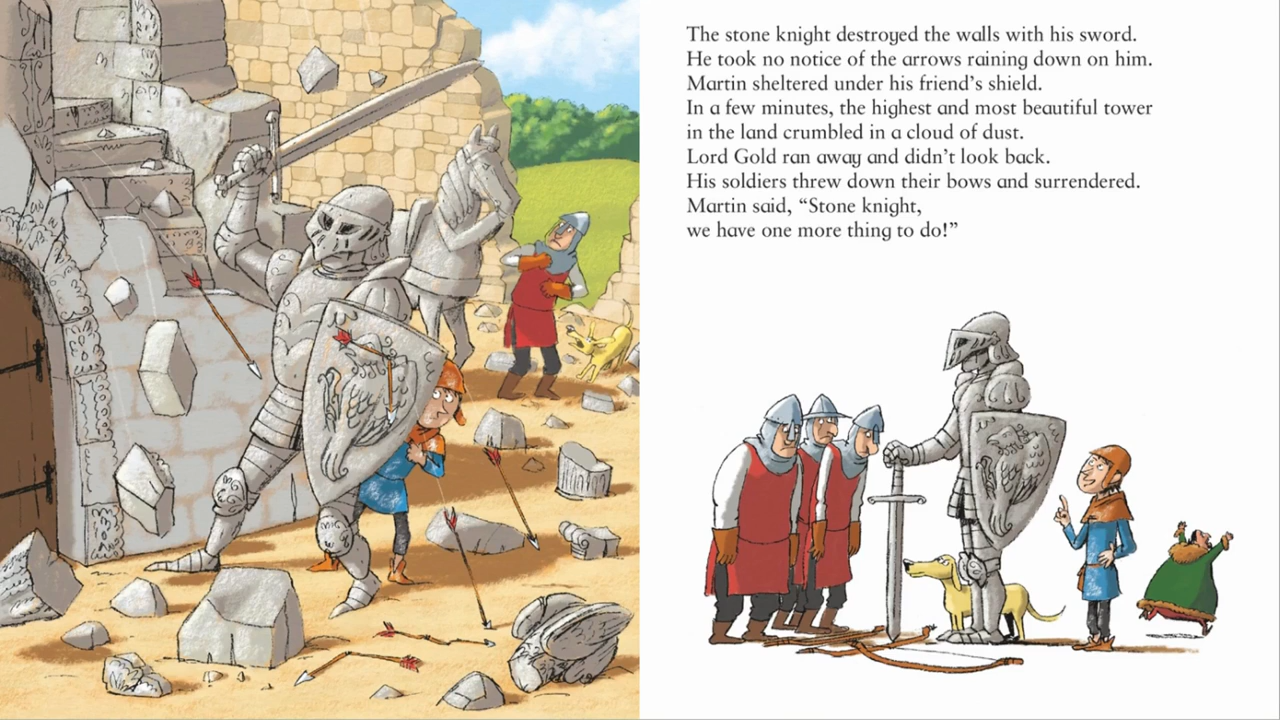 The stone knight destroyed the walls with his sword.
He took no notice of the arrows raining down on him.
Martin sheltered under his friend’s shield.
In a few minutes, the highest and most beautiful tower
in the land crumbled in a cloud of dust.
Lord Gold ran away and didn’t look back.
His soldiers threw down their bows and surrendered.
Martin said, “Stone knight,
we have one more thing to do!”